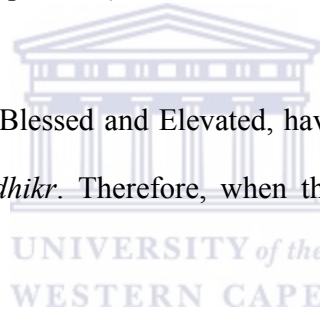 Blessed and Elevated, hav
dhikr. Therefore, when th
UNIVERSITY of the
WESTERN CAPE